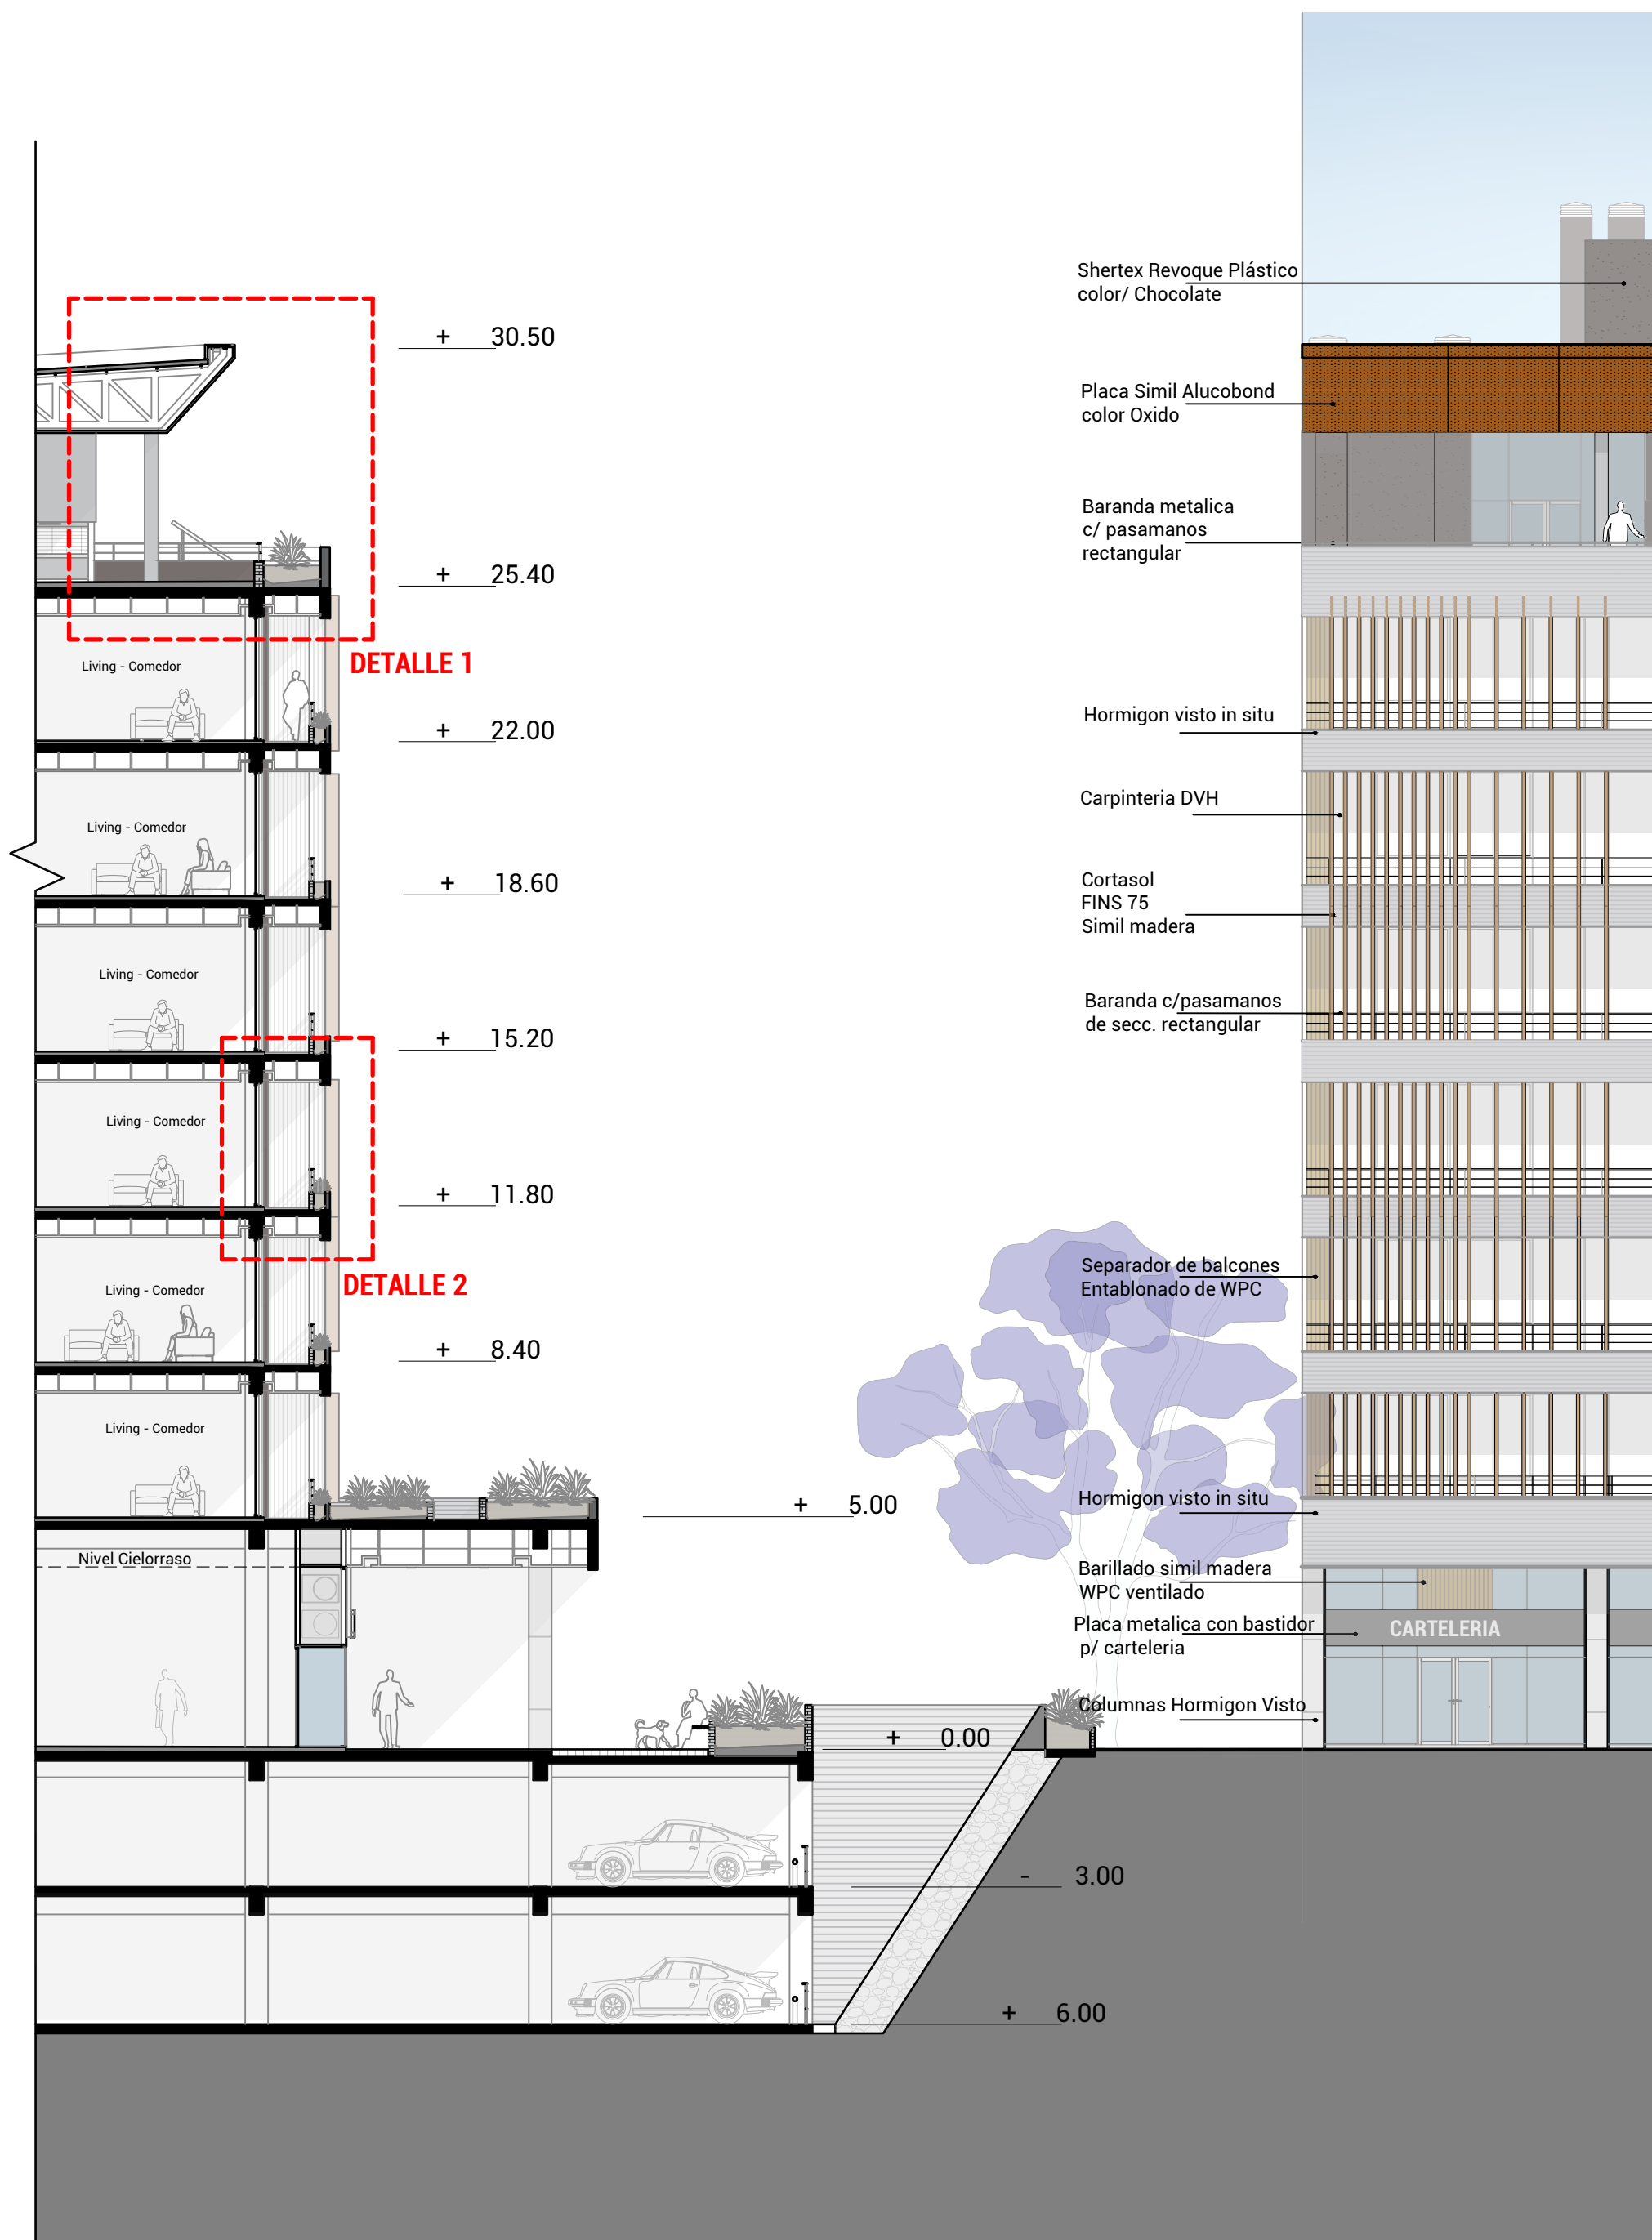 + 30.50
+ 25.40
DETALLE 1
Living - Comedor
+ 22.00
Living - Comedor
+ 18.60
Living - Comedor
+ 15.20
Living - Comedor
+ 11.80
DETALLE 2
Living - Comedor
+ 8.40
Living - Comedor
+ 5.00
Nivel Cielorraso
+ 0.00
- 3.00
+ 6.00
Shertex Revoque Plástico
color/ Chocolate
Placa Simil Alucobond
color Oxido
Baranda metalica
c/ pasamanos
rectangular
Hormigon visto in situ
Carpinteria DVH
Cortasol
FINS 75
Simil madera
Baranda c/pasamanos
de secc. rectangular
Separador de balcones
Entablonado de WPC
Hormigon visto in situ
Barillado simil madera
WPC ventilado
Placa metalica con bastidor
p/ carteleria
CARTELERIA
Columnas Hormigon Visto